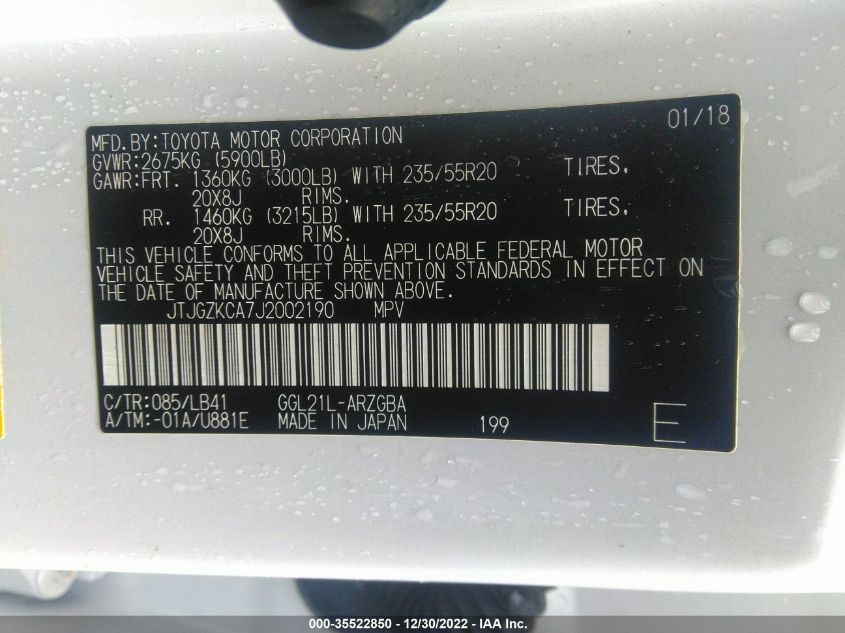 01/18
MFD.BY:TOYOTA MOTOR CORPORATION
GVWR:2675KG (5900LB)
GAWR:FRT. 1360KG (3000LB) WITH 235/55R20 TIRES,
20X8J RIMS.
RR. 1460KG (3215LB) WITH 235/55R20 TIRES,
20X8J RIMS.
THIS VEHICLE CONFORMS TO ALL APPLICABLE FEDERAL MOTOR
VEHICLE SAFETY AND THEFT PREVENTION STANDARDS IN EFFECT ON
THE DATE OF MANUFACTURE SHOWN ABOVE.
JTJGZKCA7J2002190 MPV
C/TR:085/LB41 GGL21L-ARZGBA
A/TM:-01A/U881E MADE IN JAPAN 199 E
000-35522850 - 12/30/2022 - IAA Inc.